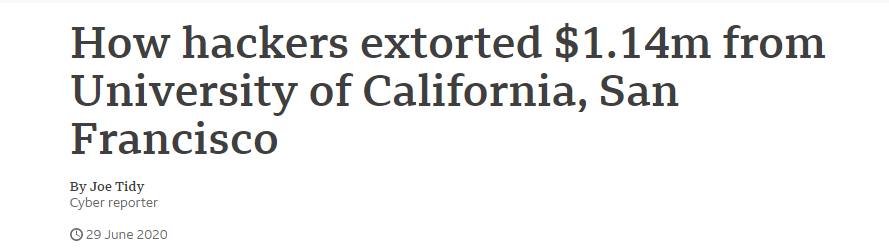 How hackers extorted $1.14m from
University of California, San
Francisco
By Joe Tidy
Cyber reporter
29 June 2020